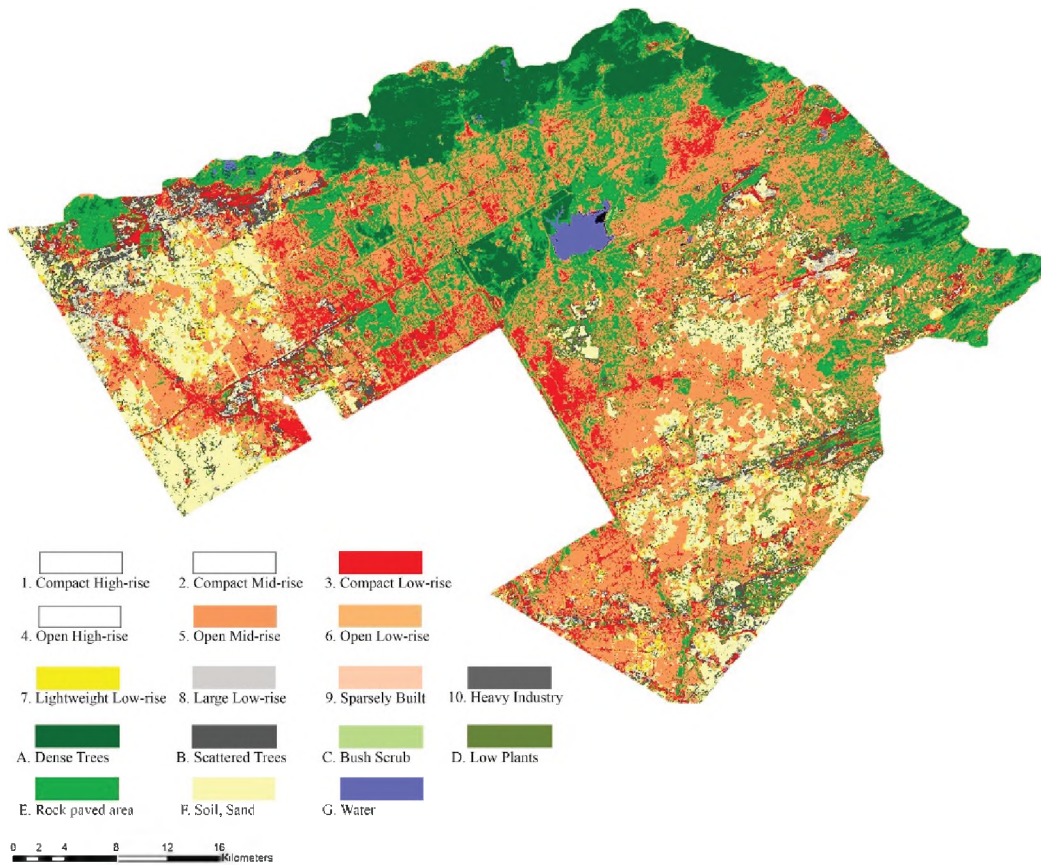 1. Compact High-rise 2. Compact Mid-rise 3. Compact Low-rise
4. Open High-rise 5. Open Mid-rise 6. Open Low-rise
7. Lightweight Low-rise 8. Large Low-rise 9. Sparsely Built 10. Heavy Industry
A. Dense Trees B. Scattered Trees C. Bush Scrub D. Low Plants
E. Rock paved area F. Soil, Sand G. Water
0 2 4 8 12 16 Kilometers